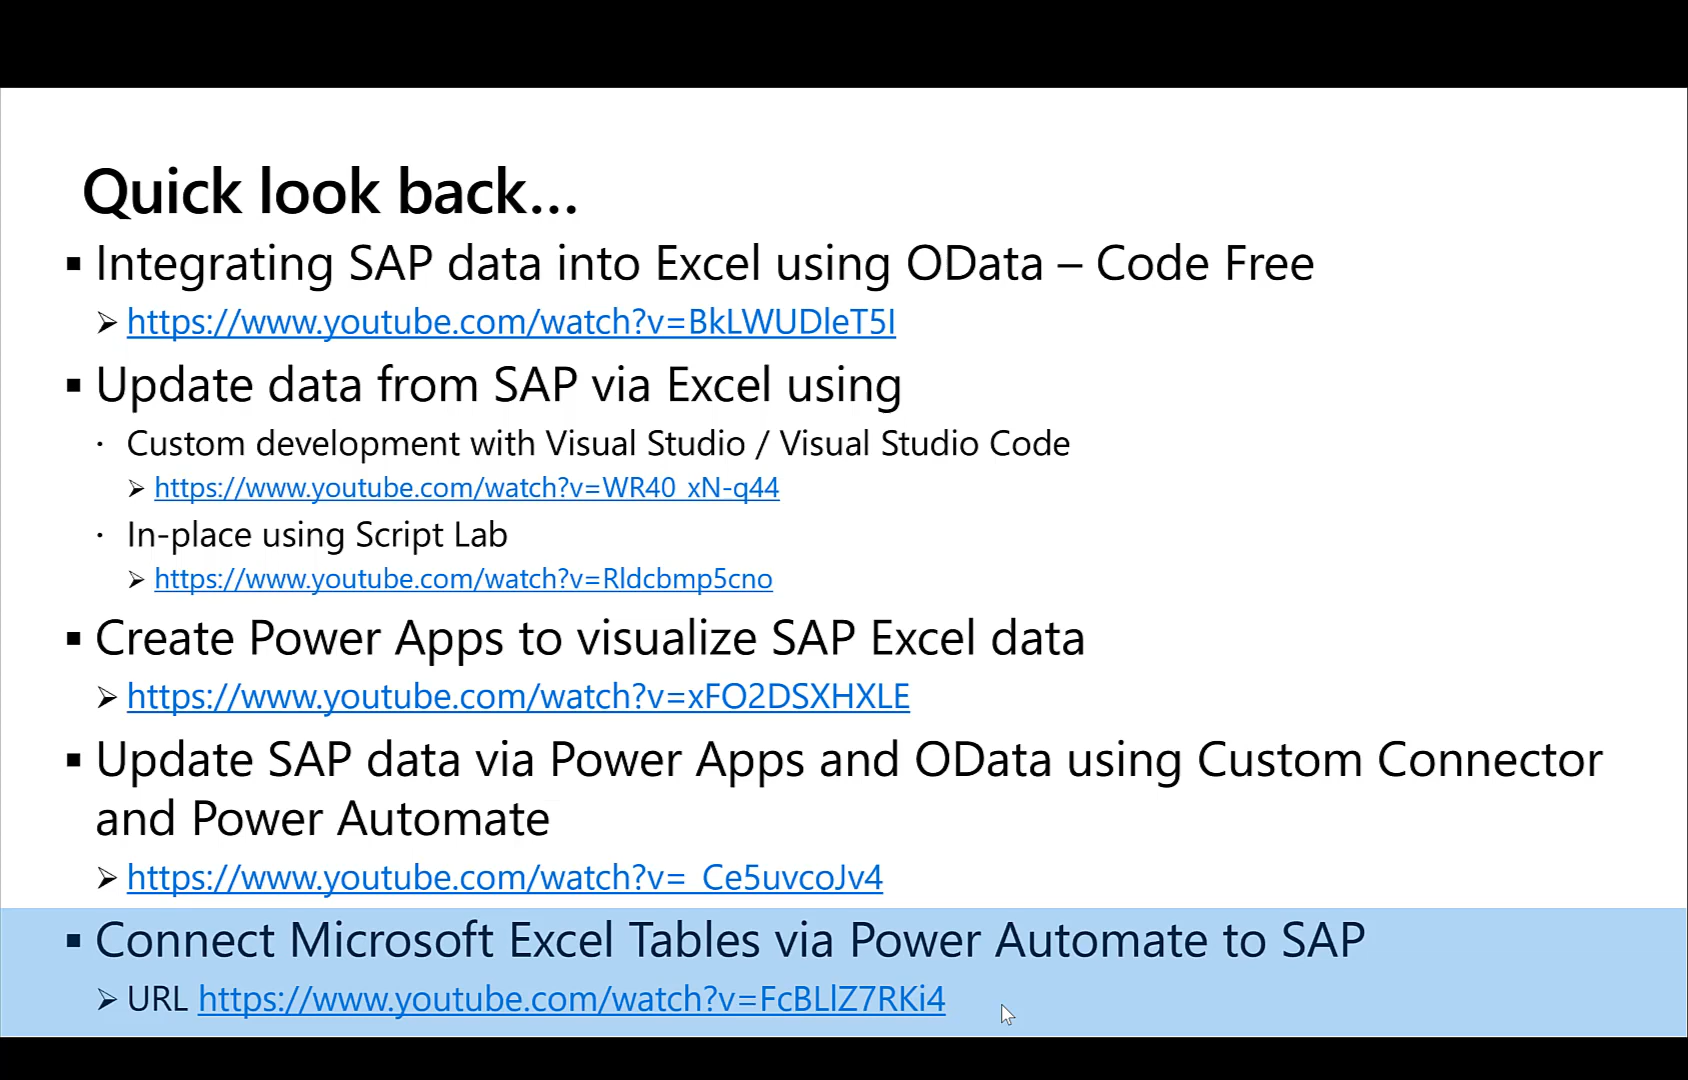 Quick look back...
▪ Integrating SAP data into Excel using OData – Code Free
➢ https://www.youtube.com/watch?v=BkLWUDleT5I
▪ Update data from SAP via Excel using
· Custom development with Visual Studio / Visual Studio Code
➢ https://www.youtube.com/watch?v=WR40_xN-q44
· In-place using Script Lab
➢ https://www.youtube.com/watch?v=Rldcbmp5cno
▪ Create Power Apps to visualize SAP Excel data
➢ https://www.youtube.com/watch?v=xFO2DSXHXLE
▪ Update SAP data via Power Apps and OData using Custom Connector
and Power Automate
➢ https://www.youtube.com/watch?v=_Ce5uvcoJv4
▪ Connect Microsoft Excel Tables via Power Automate to SAP
➢ URL https://www.youtube.com/watch?v=FcBLlZ7RKi4